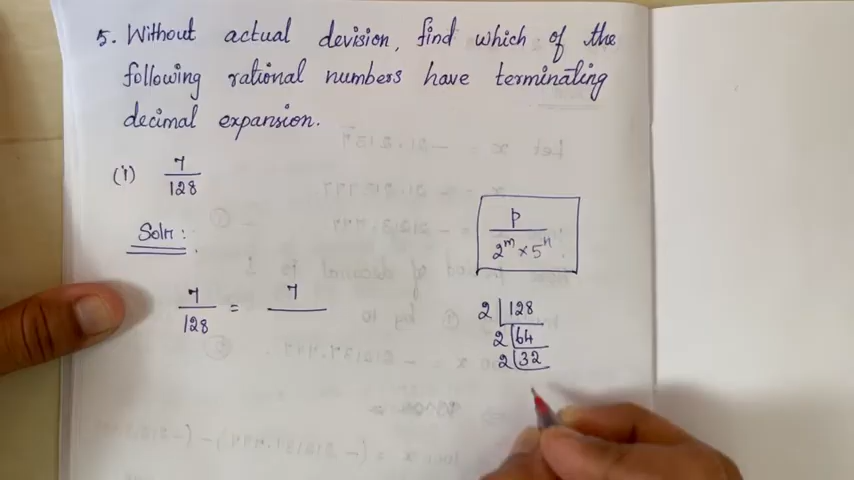 5. Without actual devision, find which of the
following rational numbers have terminating
decimal expansion.
(i) 7/128
Soln:
p / 2^m × 5^n
7/128 = 7/
2 | 128
2 | 64
2 | 32